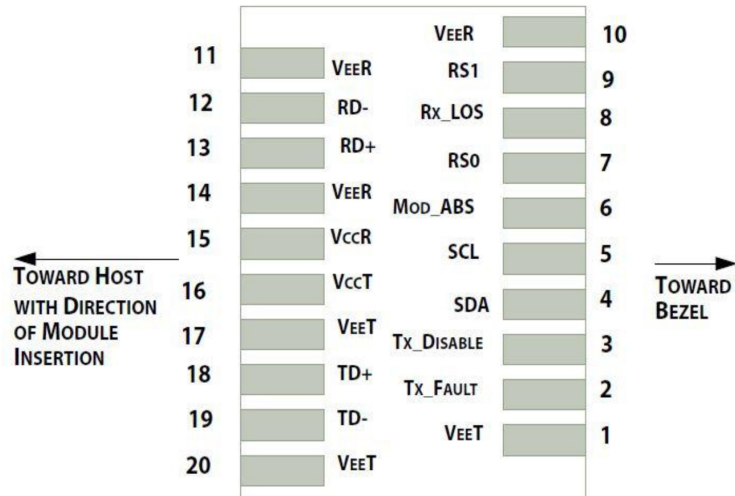 VEER 10
11 VEER
RS1 9
12 RD-
RX_LOS 8
13 RD+
RS0 7
14 VEER
MOD_ABS 6
15 VCCR
SCL 5
TOWARD HOST
WITH DIRECTION
OF MODULE
INSERTION
TOWARD
BEZEL
16 VCCT
SDA 4
17 VEET
TX_DISABLE 3
18 TD+
TX_FAULT 2
19 TD-
VEET 1
20 VEET